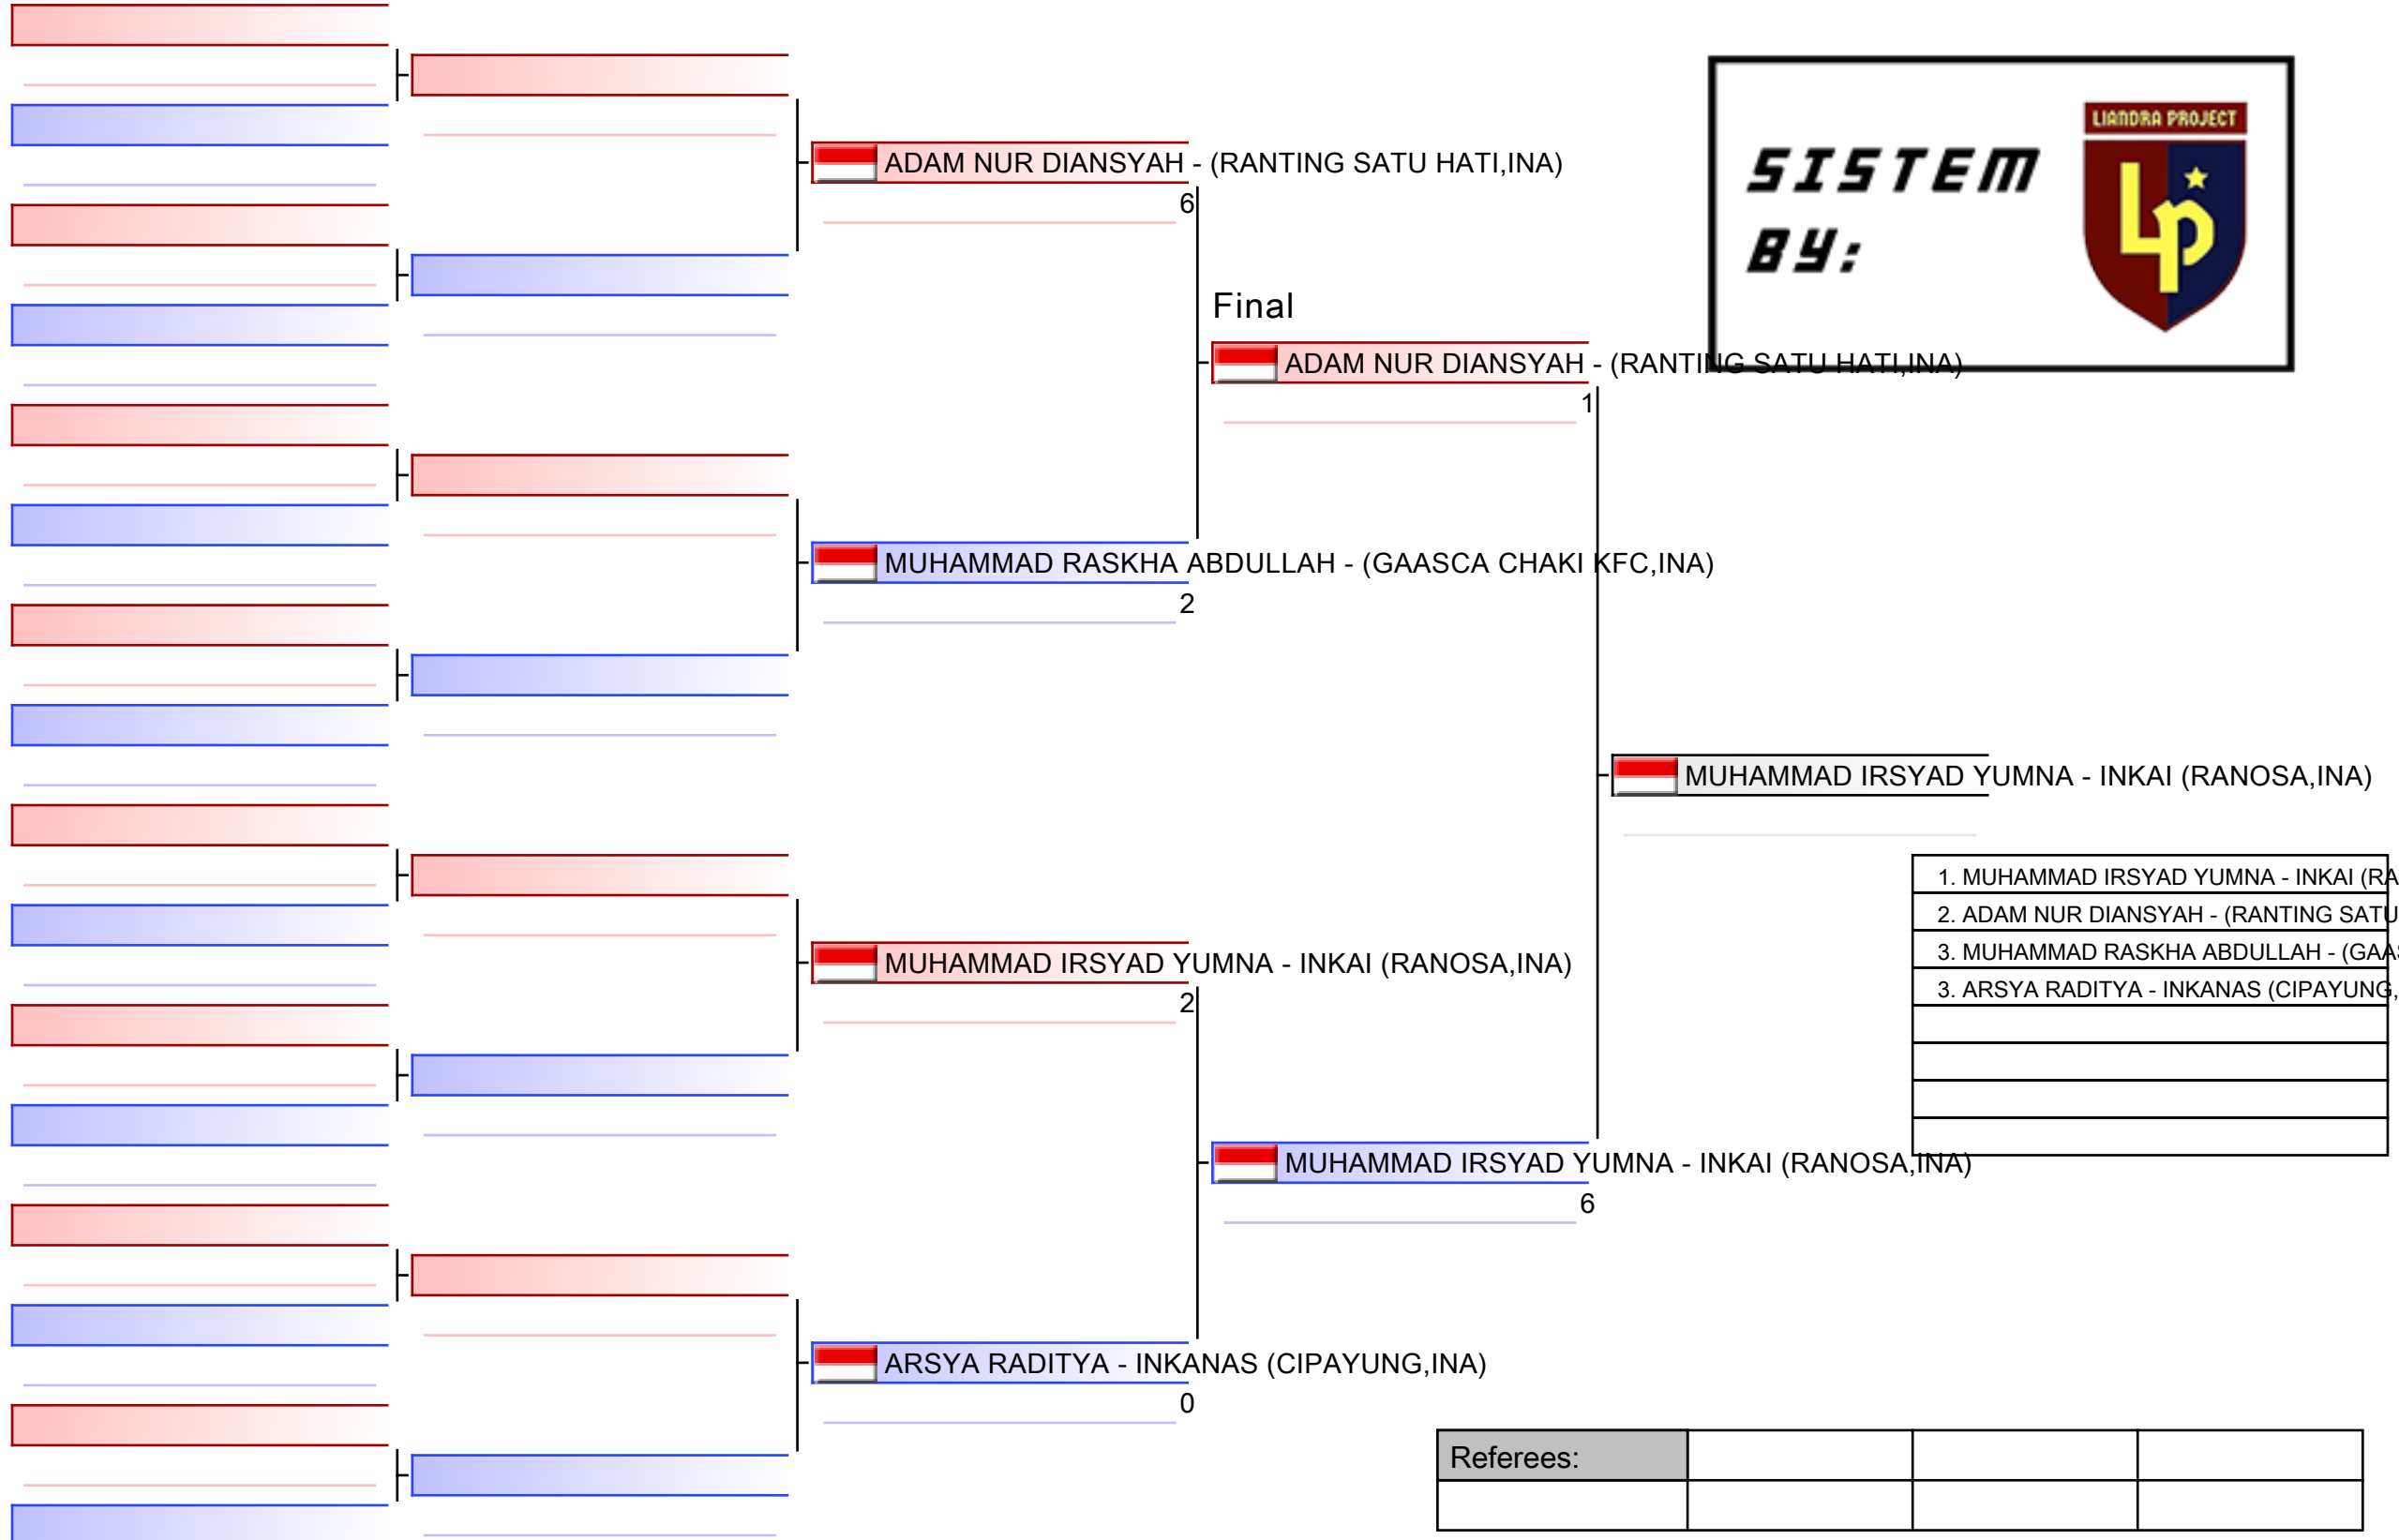 LIANDRA PROJECT
SISTEM
BY:
Lp
ADAM NUR DIANSYAH - (RANTING SATU HATI,INA)
6
Final
ADAM NUR DIANSYAH - (RANTING SATU HATI,INA)
1
MUHAMMAD RASKHA ABDULLAH - (GAASCA CHAKI KFC,INA)
2
MUHAMMAD IRSYAD YUMNA - INKAI (RANOSA,INA)
1. MUHAMMAD IRSYAD YUMNA - INKAI (RA
2. ADAM NUR DIANSYAH - (RANTING SATU
3. MUHAMMAD RASKHA ABDULLAH - (GAAS
3. ARSYA RADITYA - INKANAS (CIPAYUNG,
MUHAMMAD IRSYAD YUMNA - INKAI (RANOSA,INA)
2
MUHAMMAD IRSYAD YUMNA - INKAI (RANOSA,INA)
6
ARSYA RADITYA - INKANAS (CIPAYUNG,INA)
0
Referees: